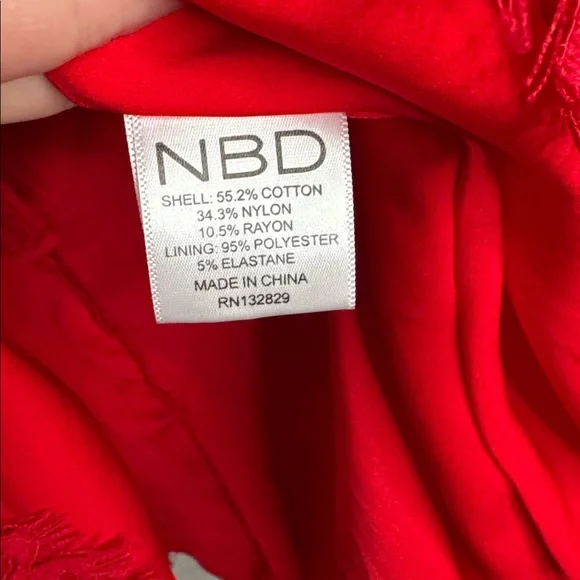 NBD
SHELL: 55.2% COTTON
34.3% NYLON
10.5% RAYON
LINING: 95% POLYESTER
5% ELASTANE
MADE IN CHINA
RN132829